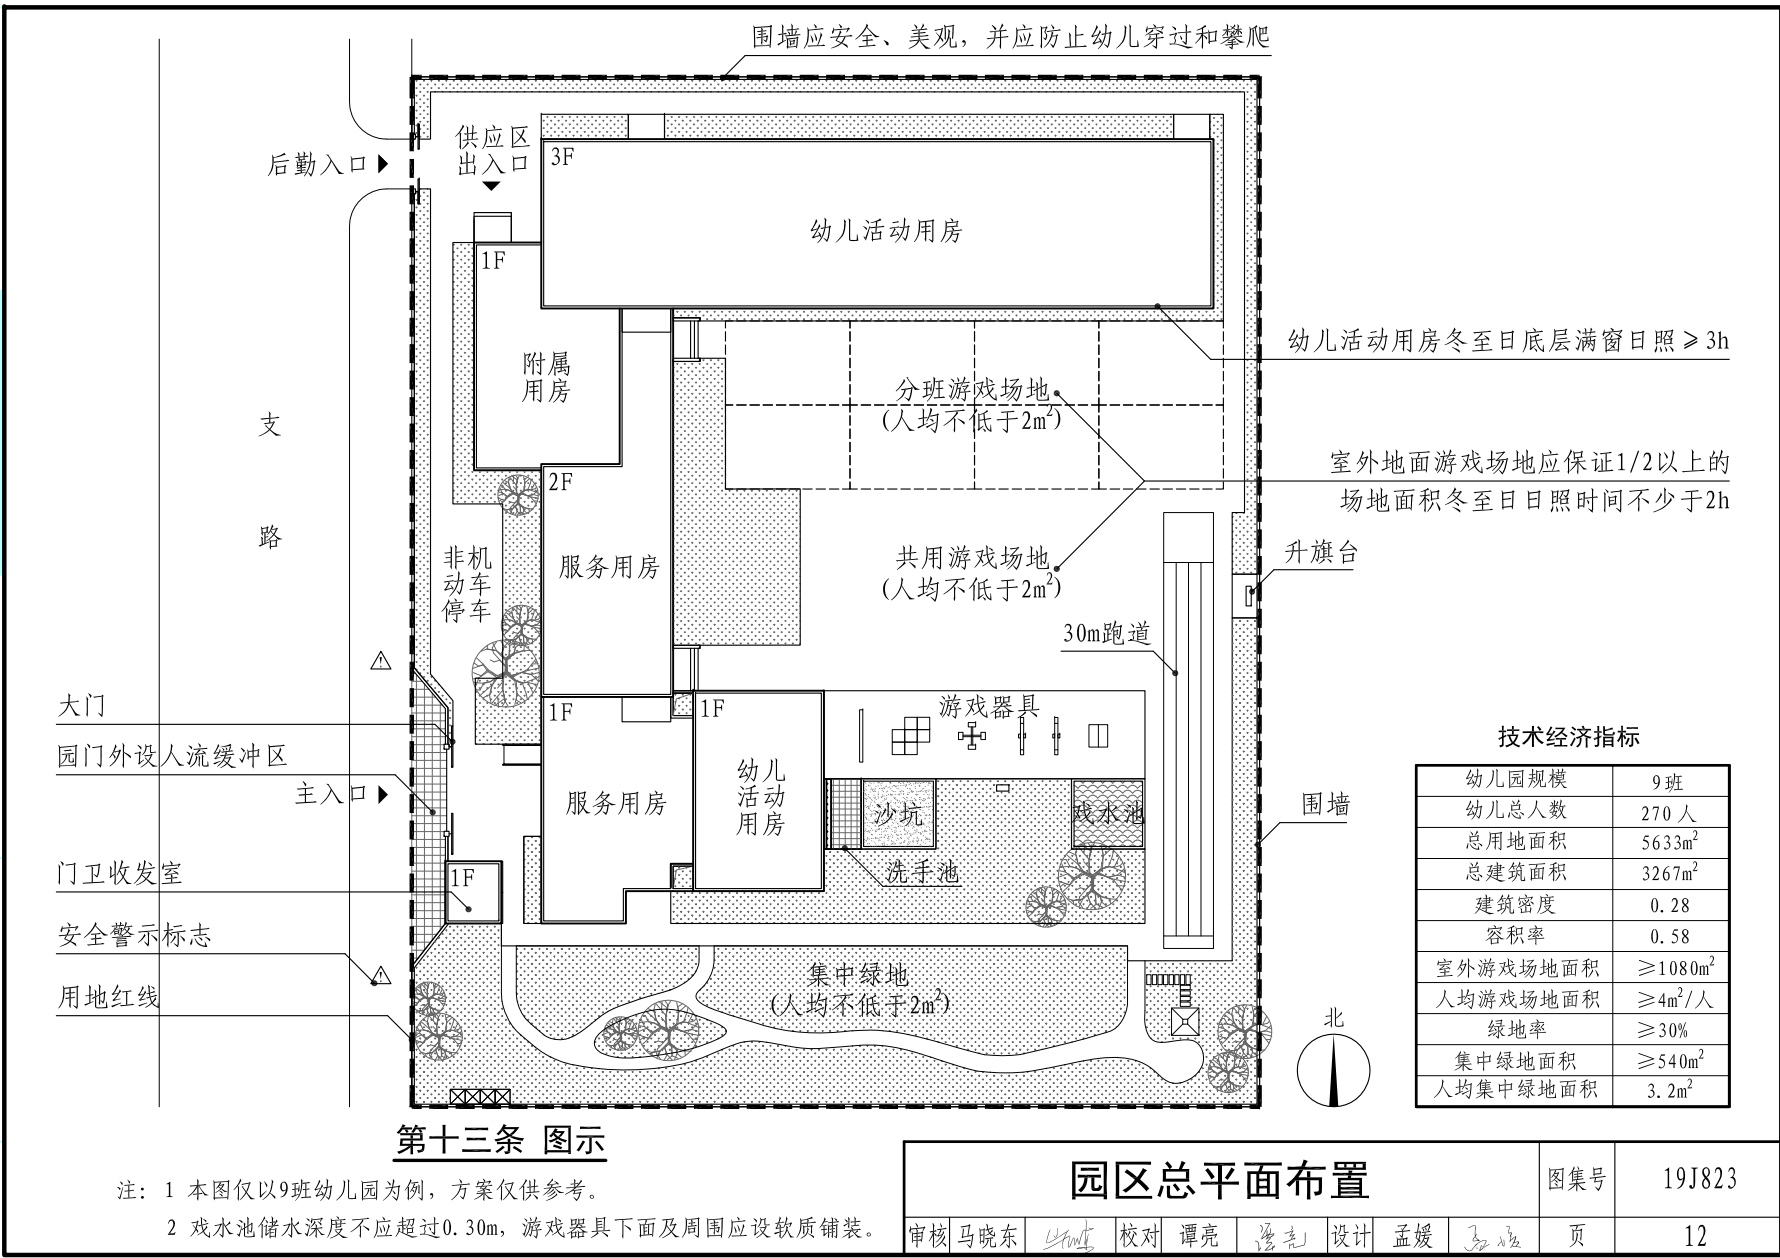 围墙应安全、美观，并应防止幼儿穿过和攀爬
供应区
出入口
后勤入口
3F
幼儿活动用房
1F
附属
用房
幼儿活动用房冬至日底层满窗日照≥3h
分班游戏场地
(人均不低于2m²)
支
路
室外地面游戏场地应保证1/2以上的
场地面积冬至日日照时间不少于2h
2F
服务用房
非机
动车
停车
共用游戏场地
(人均不低于2m²)
升旗台
30m跑道
大门
园门外设人流缓冲区
主入口
1F
服务用房
1F
幼儿
活动
用房
游戏器具
沙坑
戏水池
洗手池
围墙
门卫收发室
1F
安全警示标志
用地红线
集中绿地
(人均不低于2m²)
北
技术经济指标
幼儿园规模 9班
幼儿总人数 270人
总用地面积 5633m²
总建筑面积 3267m²
建筑密度 0.28
容积率 0.58
室外游戏场地面积 ≥1080m²
人均游戏场地面积 ≥4m²/人
绿地率 ≥30%
集中绿地面积 ≥540m²
人均集中绿地面积 3.2m²
第十三条 图示
注：1 本图仅以9班幼儿园为例，方案仅供参考。
2 戏水池储水深度不应超过0.30m，游戏器具下面及周围应设软质铺装。
园区总平面布置 图集号 19J823
审核 马晓东 校对 谭亮 设计 孟媛 页 12